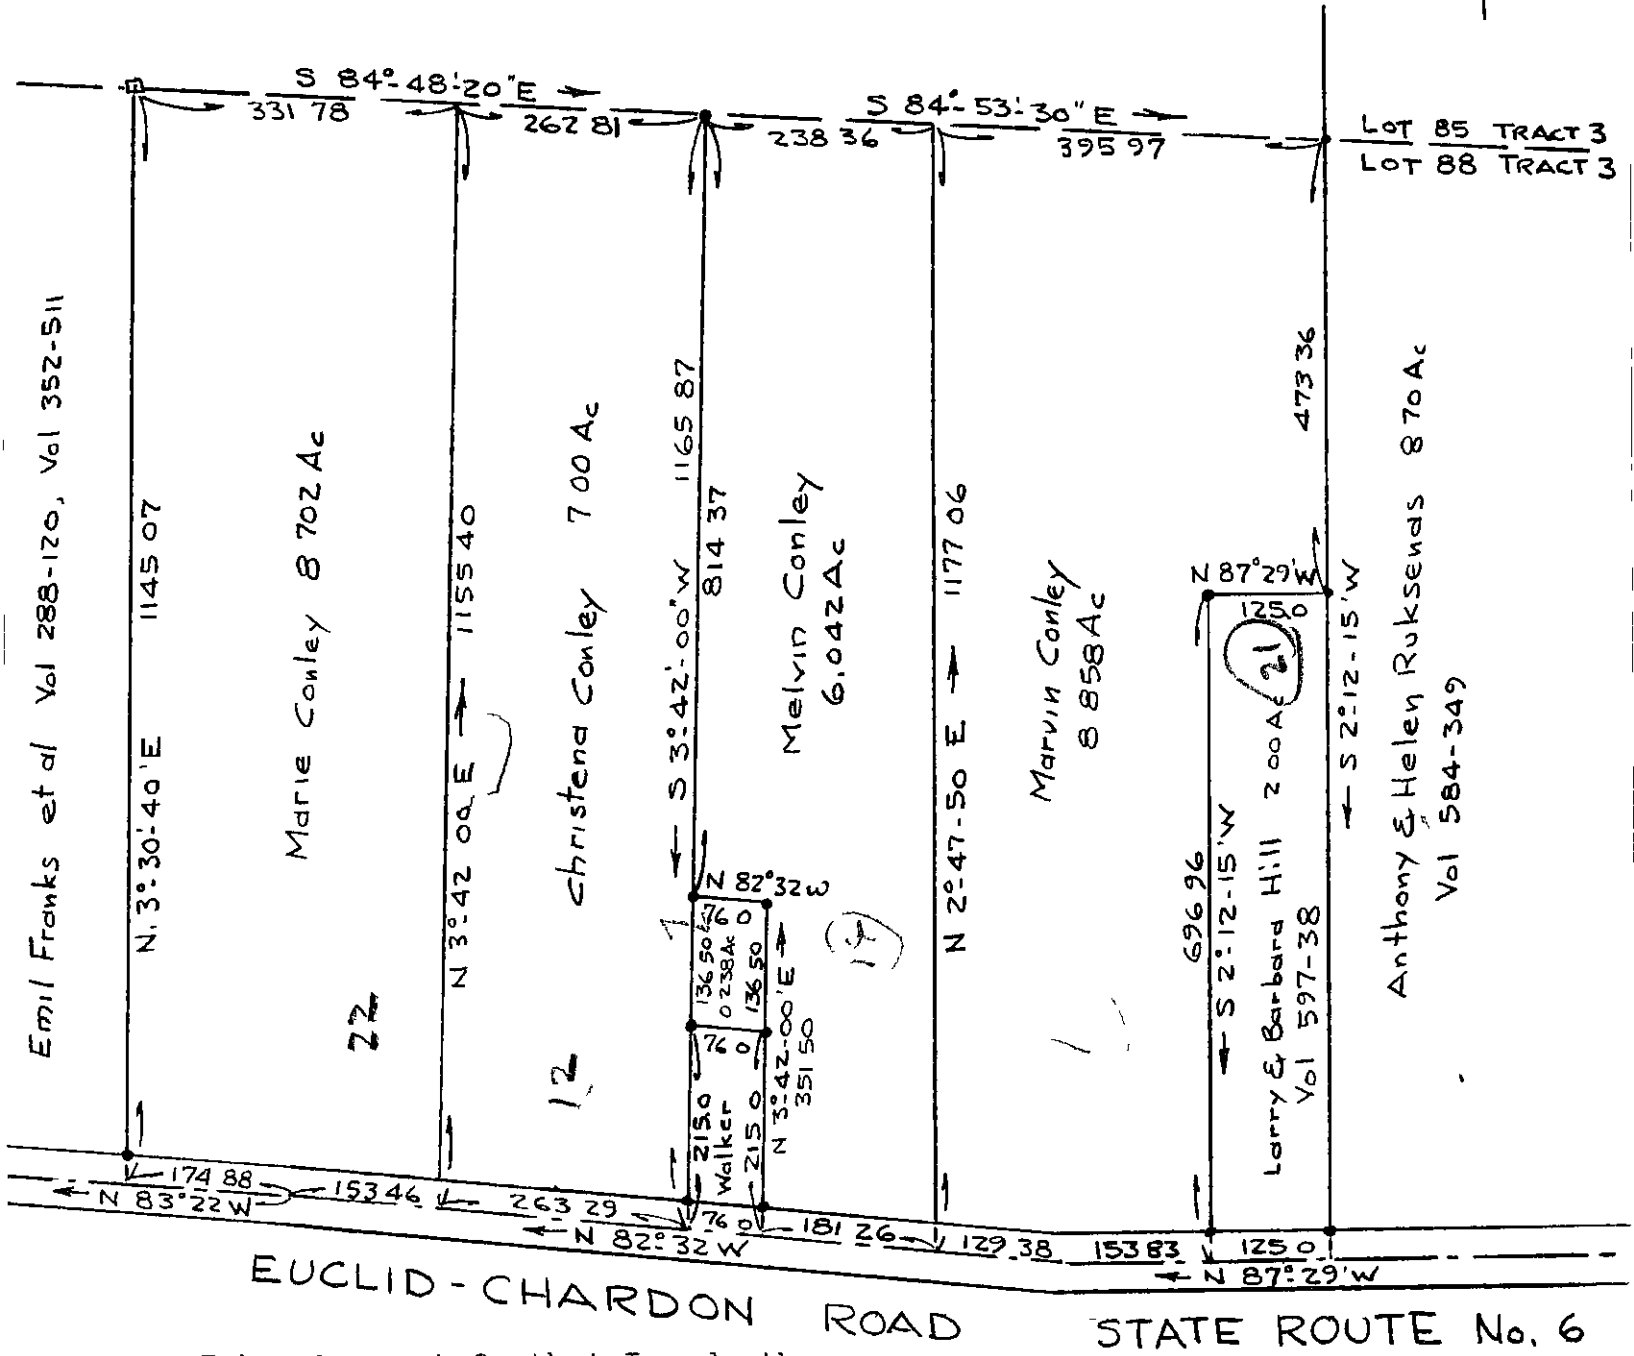 S 84°-48'-20"E
331 78
262 81
S 84°-53'-30" E
238 36
395 97
LOT 85 TRACT 3
LOT 88 TRACT 3
Emil Franks et al Vol 288-120, Vol 352-511
N. 3°-30'-40'E 1145 07
Marie Conley 8 702 Ac
22
N 3°-42 00 E 1155 40
Christena Conley 7 00 Ac
12
S 3°-42'-00"W 1165 87
814 37
Melvin Conley
6.042 Ac
N 82°32 W
76 0
136 50
0 238 Ac
136 50
76 0
215.0
Walker
215 0
N 3°-42-00'E
351 50
N 2°-47-50 E 1177 06
Marvin Conley
8 858 Ac
N 87°29'W
125.0
21
696 96
S 2°-12-15'W
Larry & Barbara Hill 2 00 Ac
Vol 597-38
473 36
S 2°-12-15'W
Anthony & Helen Ruksenas 8 70 Ac
Vol 584-349
174 88
N 83°22 W
153 46
263 29
N 82°-32 W
76 0
181 26
129.38
153 83
125 0
N 87°-29'W
EUCLID-CHARDON ROAD
STATE ROUTE No. 6